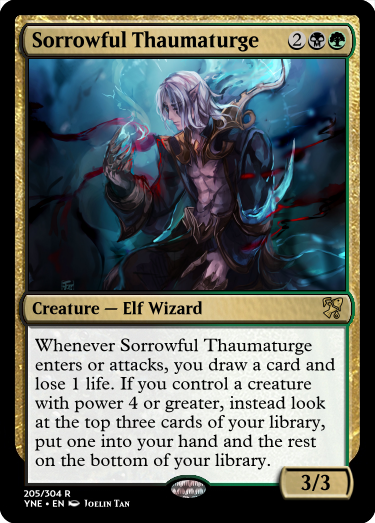 Sorrowful Thaumaturge 2
Creature — Elf Wizard
Whenever Sorrowful Thaumaturge
enters or attacks, you draw a card and
lose 1 life. If you control a creature
with power 4 or greater, instead look
at the top three cards of your library,
put one into your hand and the rest
on the bottom of your library.
3/3
205/304 R
YNE • EN Joelin Tan